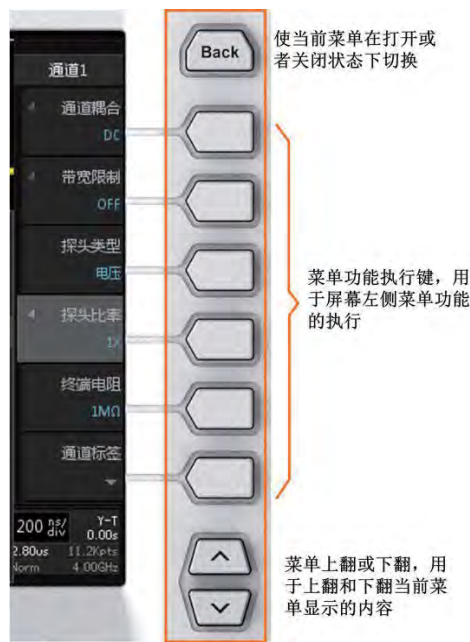 Back
使当前菜单在打开或
者关闭状态下切换
通道1
通道耦合
DC
带宽限制
OFF
探头类型
电压
探头比率
1X
终端电阻
1MΩ
通道标签
菜单功能执行键，用
于屏幕左侧菜单功能
的执行
200 ns/div Y-T
0.00s
2.80us 11.2Kpts
Norm 4.00GHz
菜单上翻或下翻，用
于上翻和下翻当前菜
单显示的内容